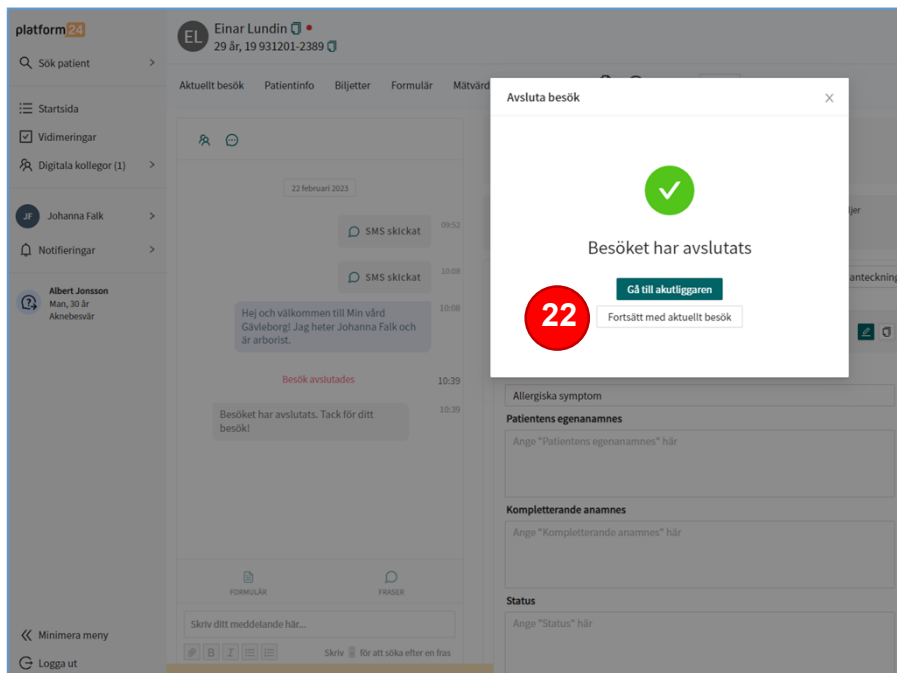 platform24
Sök patient
Startsida
Vidimeringar
Digitala kollegor (1)
JF Johanna Falk
Notifieringar
Albert Jonsson
Man, 30 år
Aknebesvär
Minimera meny
Logga ut
EL
Einar Lundin
29 år, 19 931201-2389
Aktuellt besök Patientinfo Biljetter Formulär Mätvärd
22 februari 2023
SMS skickat 09:52
SMS skickat 10:08
Hej och välkommen till Min vård 10:08
Gävleborg! Jag heter Johanna Falk och
är arborist.
Besök avslutades 10:39
Besöket har avslutats. Tack för ditt 10:39
besök!
FORMULÄR FRASER
Skriv ditt meddelande här...
B I
Skriv för att söka efter en fras
Avsluta besök
Besöket har avslutats
Gå till akutliggaren
22
Fortsätt med aktuellt besök
ljer
anteckning
Allergiska symptom
Patientens egenanamnes
Ange "Patientens egenanamnes" här
Kompletterande anamnes
Ange "Kompletterande anamnes" här
Status
Ange "Status" här